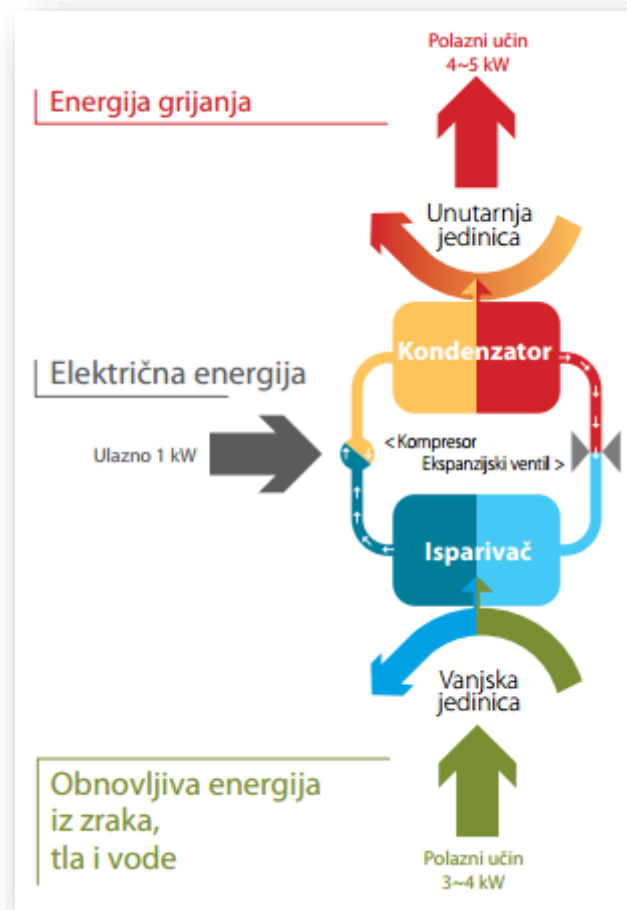 Polazni učin
4~5 kW
Energija grijanja
Unutarnja
jedinica
Kondenzator
Električna energija
Ulazno 1 kW
< Kompresor
Ekspanzijski ventil >
Isparivač
Vanjska
jedinica
Obnovljiva energija
iz zraka,
tla i vode
Polazni učin
3~4 kW